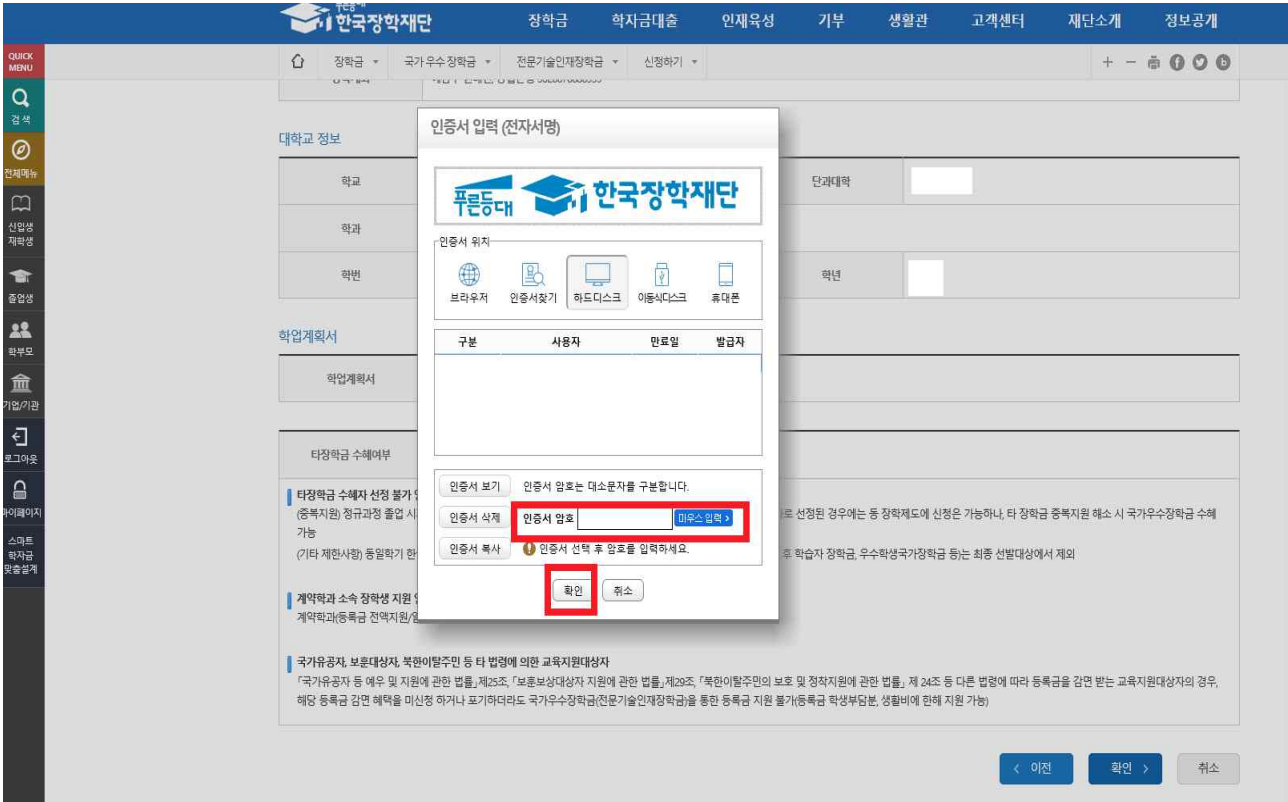 푸른등대
한국장학재단
장학금 학자금대출 인재육성 기부 생활관 고객센터 재단소개 정보공개
QUICK
MENU
장학금 국가 우수 장학금 전문기술인재장학금 신청하기
검색
전체메뉴
신입생
재학생
졸업생
학부모
기업/기관
로그아웃
마이페이지
스마트
학자금
맞춤설계
대학교 정보
학교 단과대학
학과
학번 학년
학업계획서
학업계획서
타장학금 수혜여부
타장학금 수혜자 선정 불가
(중복지원) 정규과정 졸업 시 로 선정된 경우에는 동 장학제도에 신청은 가능하나, 타 장학금 중복지원 해소 시 국가우수장학금 수혜
가능
(기타 제한사항) 동일학기 한 후 학습자 장학금, 우수학생국가장학금 등)는 최종 선발대상에서 제외
계약학과 소속 장학생 지원
계약학과(등록금 전액지원/일
국가유공자, 보훈대상자, 북한이탈주민 등 타 법령에 의한 교육지원대상자
「국가유공자 등 예우 및 지원에 관한 법률」제25조, 「보훈보상대상자 지원에 관한 법률」제29조, 「북한이탈주민의 보호 및 정착지원에 관한 법률」 제 24조 등 다른 법령에 따라 등록금을 감면 받는 교육지원대상자의 경우,
해당 등록금 감면 혜택을 미신청 하거나 포기하더라도 국가우수장학금(전문기술인재장학금)을 통한 등록금 지원 불가(등록금 학생부담분, 생활비에 한해 지원 가능)
인증서 입력 (전자서명)
푸른등대 한국장학재단
인증서 위치
브라우저 인증서찾기 하드디스크 이동식디스크 휴대폰
구분 사용자 만료일 발급자
인증서 보기 인증서 암호는 대소문자를 구분합니다.
인증서 삭제 인증서 암호 마우스 입력
인증서 복사 인증서 선택 후 암호를 입력하세요.
확인 취소
이전 확인 취소